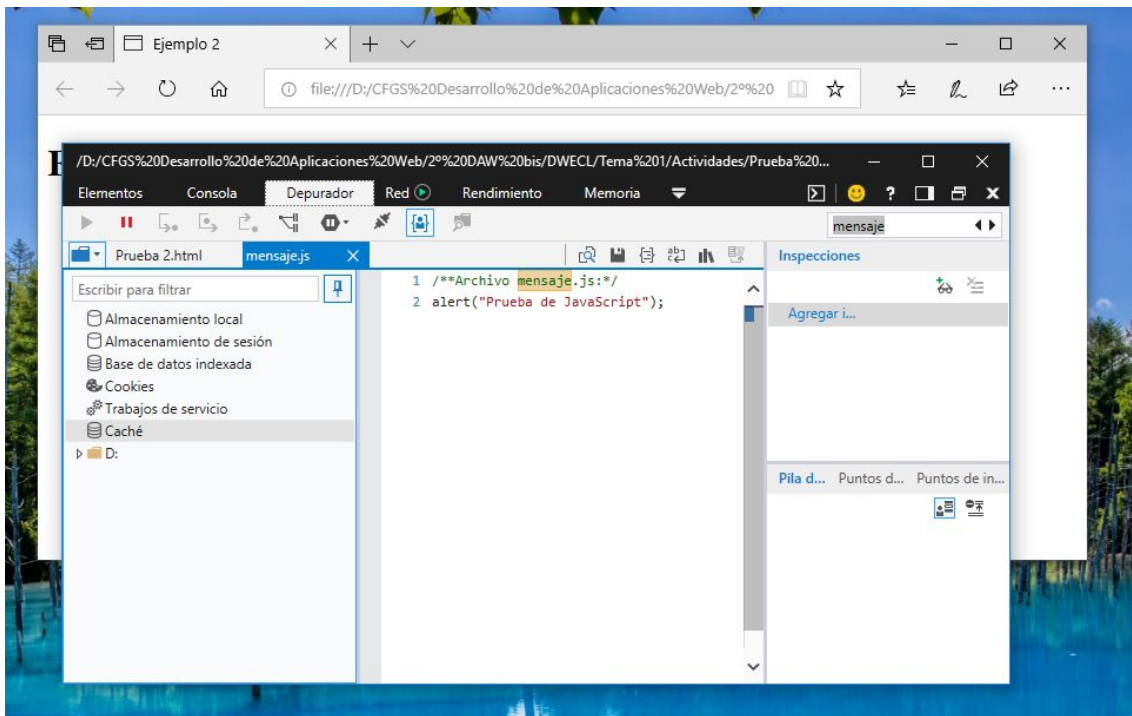 Ejemplo 2
file:///D:/CFGS%20Desarrollo%20de%20Aplicaciones%20Web/2º%20
/D:/CFGS%20Desarrollo%20de%20Aplicaciones%20Web/2º%20DAW%20bis/DWECL/Tema%201/Actividades/Prueba%20...
Elementos Consola Depurador Red Rendimiento Memoria
mensaje
Prueba 2.html mensaje.js
Inspecciones
Escribir para filtrar
1 /**Archivo mensaje.js:*/
2 alert("Prueba de JavaScript");
Agregar i...
Almacenamiento local
Almacenamiento de sesión
Base de datos indexada
Cookies
Trabajos de servicio
Caché
D:
Pila d... Puntos d... Puntos de in...